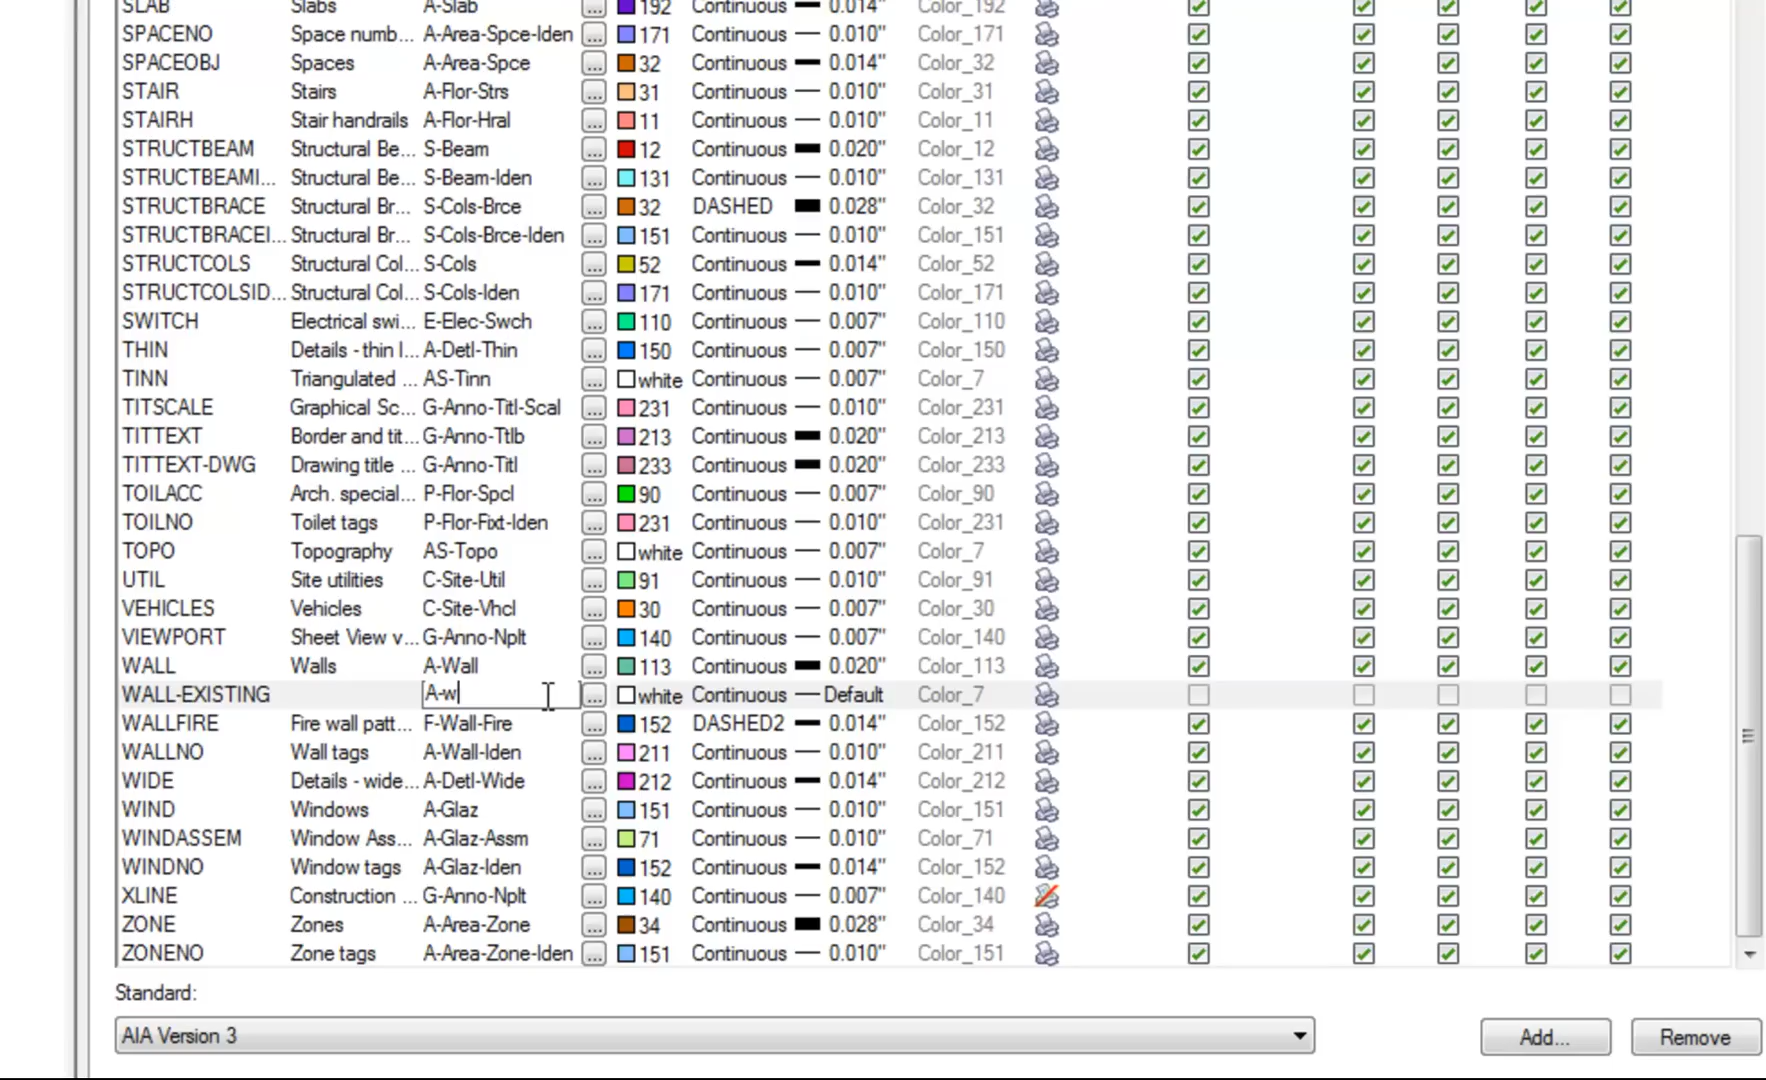 SLAB Slabs A-Slab ... 192 Continuous 0.014" Color_192
SPACENO Space numb... A-Area-Spce-Iden ... 171 Continuous 0.010" Color_171
SPACEOBJ Spaces A-Area-Spce ... 32 Continuous 0.014" Color_32
STAIR Stairs A-Flor-Strs ... 31 Continuous 0.010" Color_31
STAIRH Stair handrails A-Flor-Hral ... 11 Continuous 0.010" Color_11
STRUCTBEAM Structural Be... S-Beam ... 12 Continuous 0.020" Color_12
STRUCTBEAMI... Structural Be... S-Beam-Iden ... 131 Continuous 0.010" Color_131
STRUCTBRACE Structural Br... S-Cols-Brce ... 32 DASHED 0.028" Color_32
STRUCTBRACEI... Structural Br... S-Cols-Brce-Iden ... 151 Continuous 0.010" Color_151
STRUCTCOLS Structural Col... S-Cols ... 52 Continuous 0.014" Color_52
STRUCTCOLSID... Structural Col... S-Cols-Iden ... 171 Continuous 0.010" Color_171
SWITCH Electrical swi... E-Elec-Swch ... 110 Continuous 0.007" Color_110
THIN Details - thin l... A-Detl-Thin ... 150 Continuous 0.007" Color_150
TINN Triangulated ... AS-Tinn ... white Continuous 0.007" Color_7
TITSCALE Graphical Sc... G-Anno-Titl-Scal ... 231 Continuous 0.010" Color_231
TITTEXT Border and tit... G-Anno-Ttlb ... 213 Continuous 0.020" Color_213
TITTEXT-DWG Drawing title ... G-Anno-Titl ... 233 Continuous 0.020" Color_233
TOILACC Arch. special... P-Flor-Spcl ... 90 Continuous 0.007" Color_90
TOILNO Toilet tags P-Flor-Fixt-Iden ... 231 Continuous 0.010" Color_231
TOPO Topography AS-Topo ... white Continuous 0.007" Color_7
UTIL Site utilities C-Site-Util ... 91 Continuous 0.010" Color_91
VEHICLES Vehicles C-Site-Vhcl ... 30 Continuous 0.007" Color_30
VIEWPORT Sheet View v... G-Anno-Nplt ... 140 Continuous 0.007" Color_140
WALL Walls A-Wall ... 113 Continuous 0.020" Color_113
WALL-EXISTING A-w ... white Continuous Default Color_7
WALLFIRE Fire wall patt... F-Wall-Fire ... 152 DASHED2 0.014" Color_152
WALLNO Wall tags A-Wall-Iden ... 211 Continuous 0.010" Color_211
WIDE Details - wide... A-Detl-Wide ... 212 Continuous 0.014" Color_212
WIND Windows A-Glaz ... 151 Continuous 0.010" Color_151
WINDASSEM Window Ass... A-Glaz-Assm ... 71 Continuous 0.010" Color_71
WINDNO Window tags A-Glaz-Iden ... 152 Continuous 0.014" Color_152
XLINE Construction ... G-Anno-Nplt ... 140 Continuous 0.007" Color_140
ZONE Zones A-Area-Zone ... 34 Continuous 0.028" Color_34
ZONENO Zone tags A-Area-Zone-Iden ... 151 Continuous 0.010" Color_151
Standard:
AIA Version 3 Add... Remove